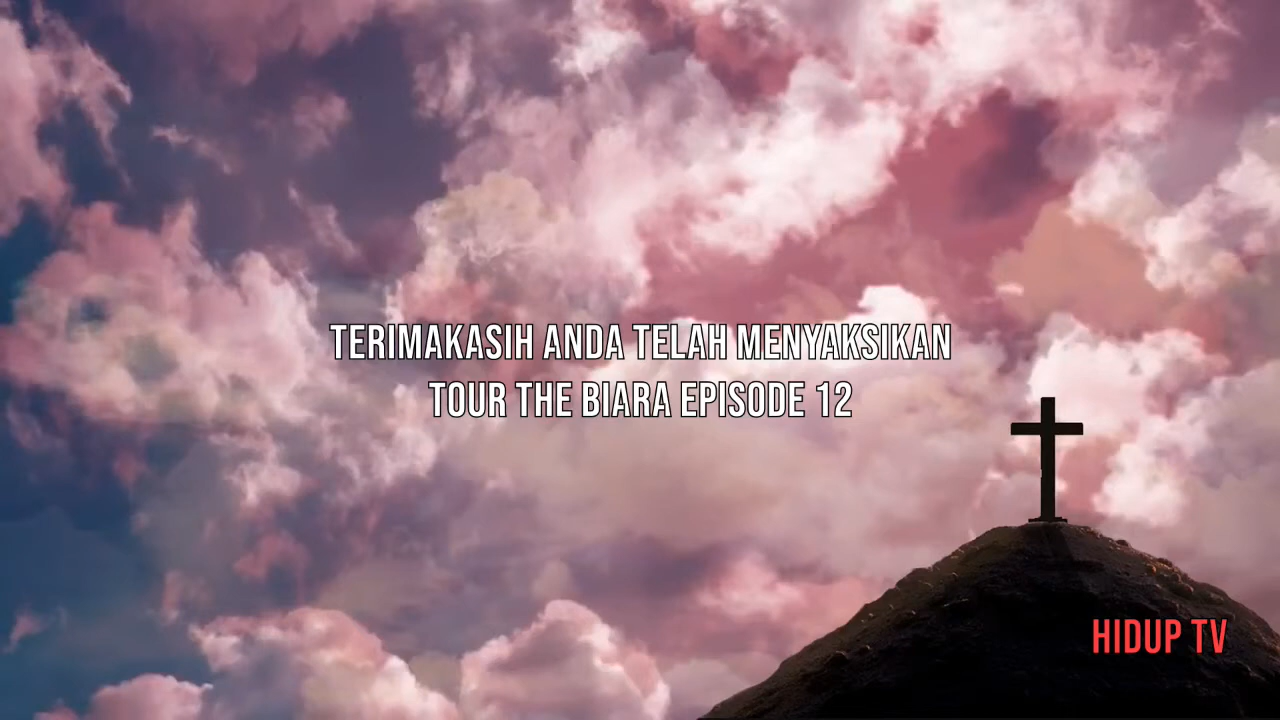 TERIMAKASIH ANDA TELAH MENYAKSIKAN
TOUR THE BIARA EPISODE 12
HIDUP TV